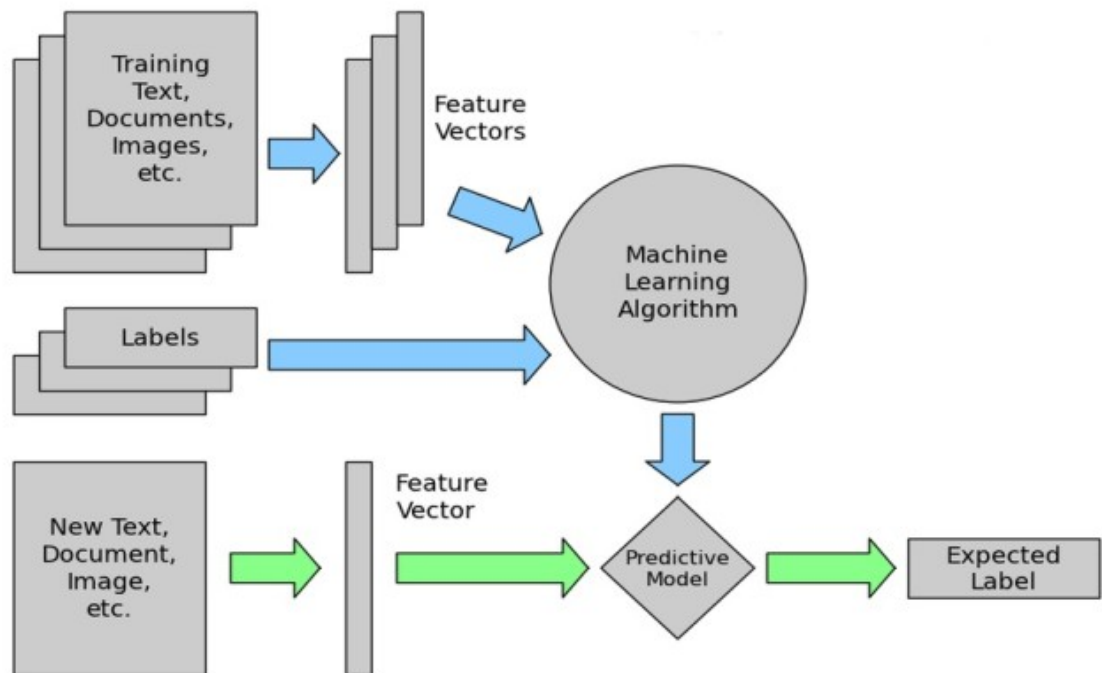 Training
Text,
Documents,
Images,
etc.
Feature
Vectors
Machine
Learning
Algorithm
Labels
New Text,
Document,
Image,
etc.
Feature
Vector
Predictive
Model
Expected
Label